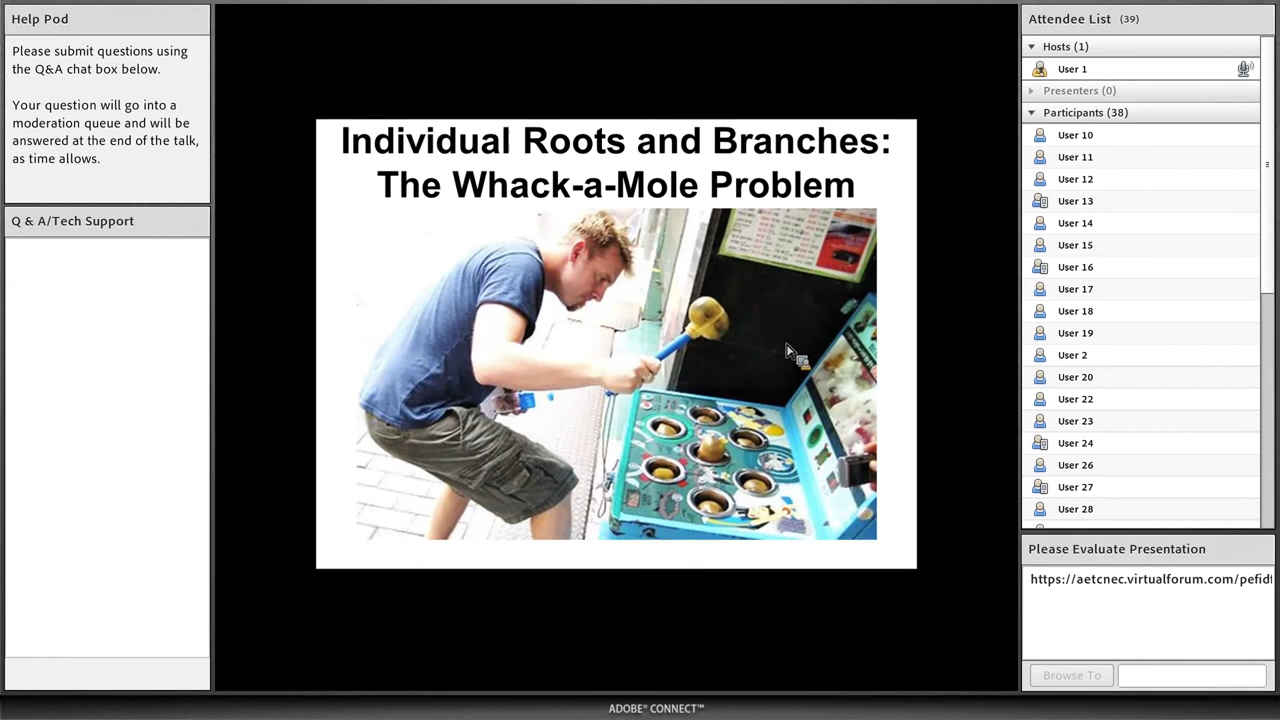 Help Pod
Please submit questions using
the Q&A chat box below.
Your question will go into a
moderation queue and will be
answered at the end of the talk,
as time allows.
Q & A/Tech Support
Individual Roots and Branches:
The Whack-a-Mole Problem
Attendee List (39)
Hosts (1)
User 1
Presenters (0)
Participants (38)
User 10
User 11
User 12
User 13
User 14
User 15
User 16
User 17
User 18
User 19
User 2
User 20
User 22
User 23
User 24
User 26
User 27
User 28
Please Evaluate Presentation
https://aetcnec.virtualforum.com/pefid
Browse To
ADOBE® CONNECT™